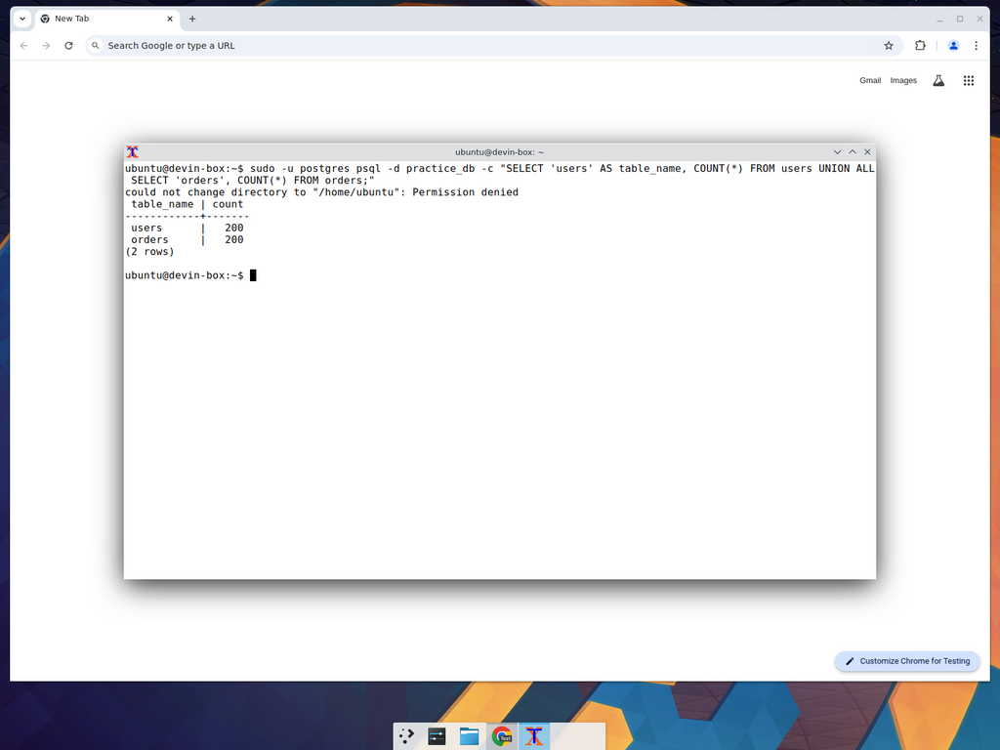 New Tab
Search Google or type a URL
Gmail Images
ubuntu@devin-box: ~
ubuntu@devin-box:~$ sudo -u postgres psql -d practice_db -c "SELECT 'users' AS table_name, COUNT(*) FROM users UNION ALL
 SELECT 'orders', COUNT(*) FROM orders;"
could not change directory to "/home/ubuntu": Permission denied
 table_name | count
------------+-------
 users      |   200
 orders     |   200
(2 rows)
ubuntu@devin-box:~$
Customize Chrome for Testing
Test